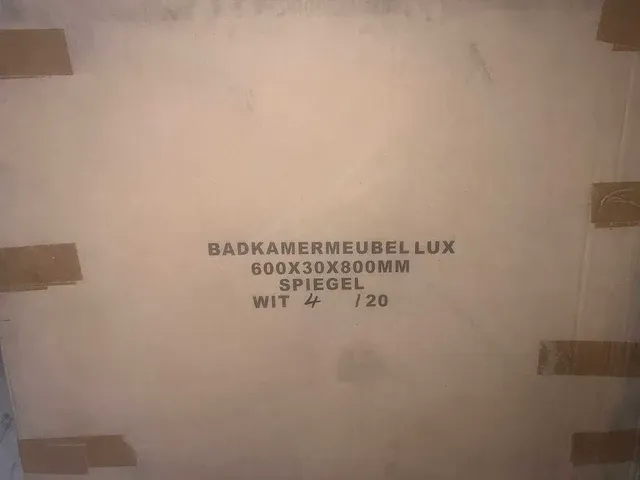 BADKAMERMEUBEL LUX
600X30X800MM
SPIEGEL
WIT 4 /20